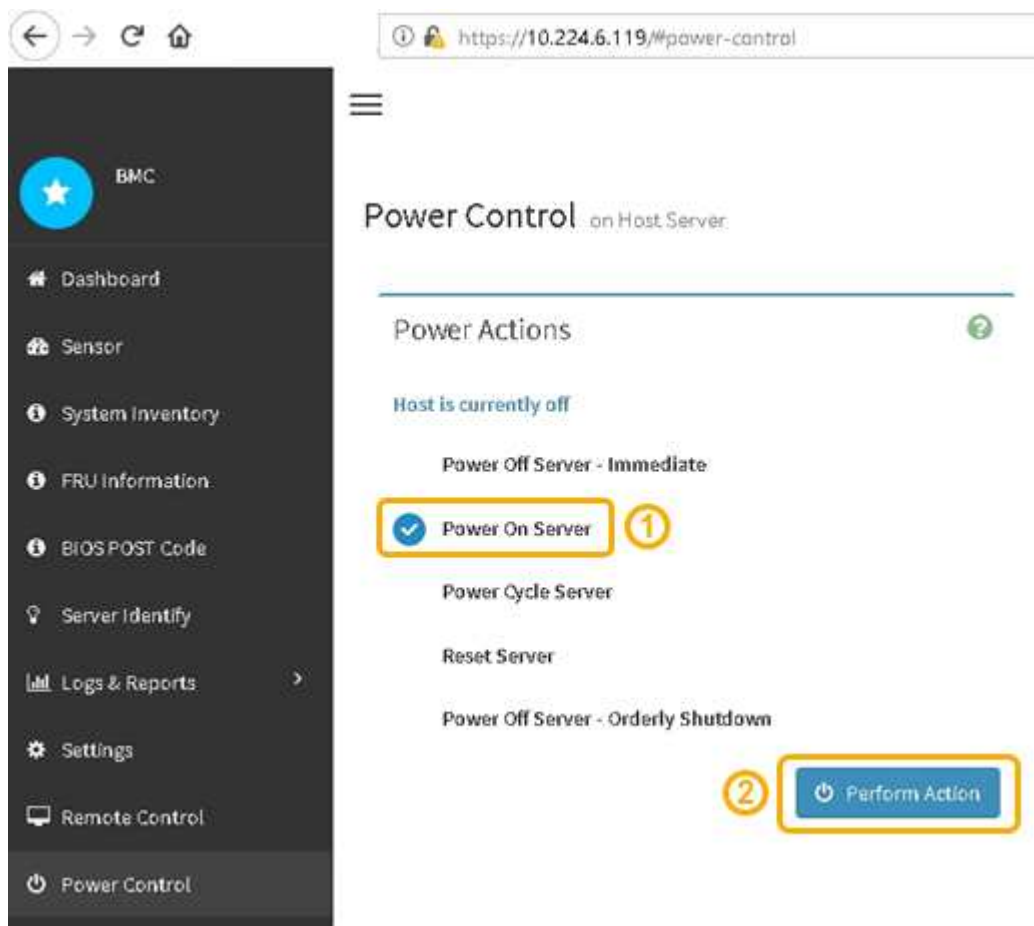 https://10.224.6.119/#power-control
BMC
Power Control on Host Server
Dashboard
Power Actions
Sensor
Host is currently off
System Inventory
Power Off Server - Immediate
FRU Information
Power On Server 1
BIOS POST Code
Power Cycle Server
Server Identify
Reset Server
Logs & Reports
Power Off Server - Orderly Shutdown
Settings
2 Perform Action
Remote Control
Power Control